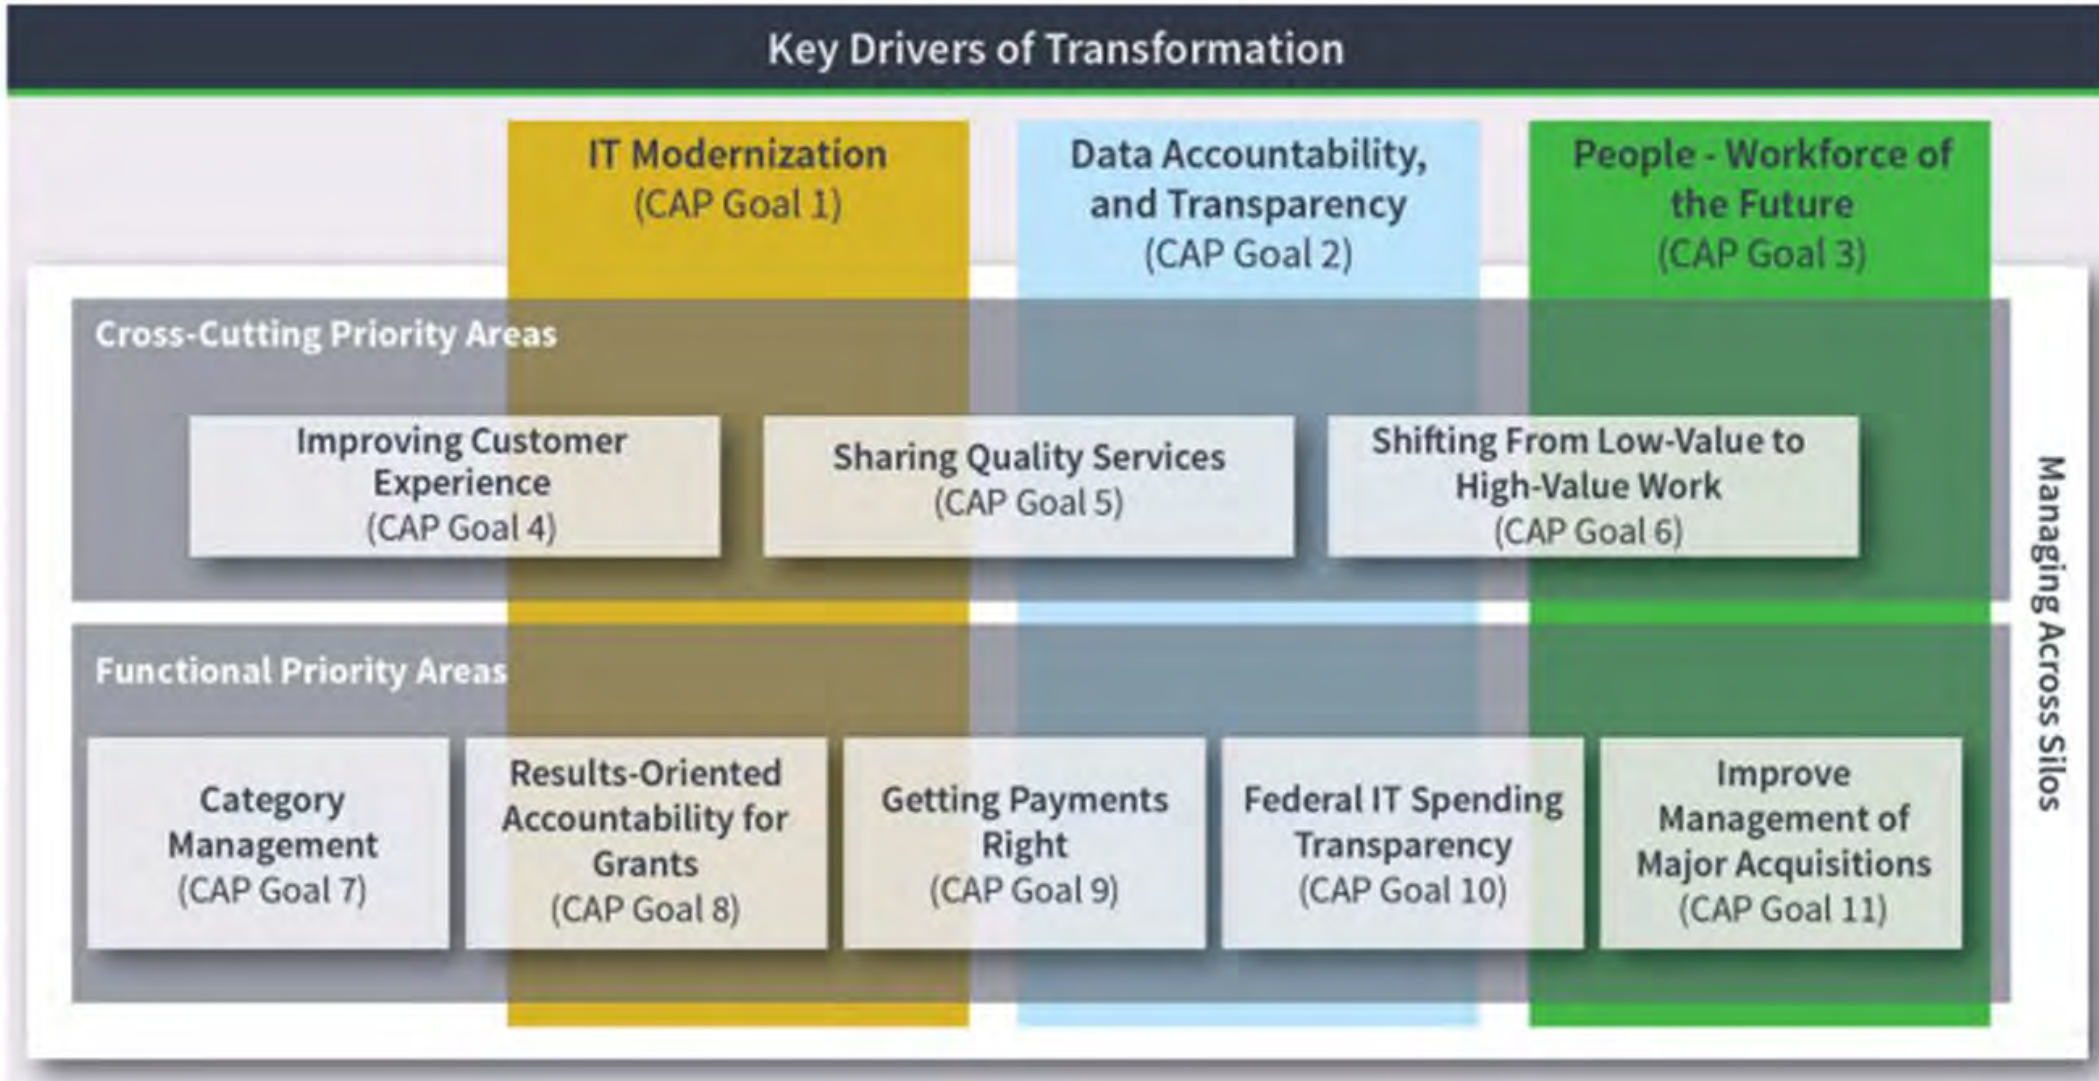 Key Drivers of Transformation
IT Modernization
(CAP Goal 1)
Data Accountability,
and Transparency
(CAP Goal 2)
People - Workforce of
the Future
(CAP Goal 3)
Cross-Cutting Priority Areas
Improving Customer
Experience
(CAP Goal 4)
Sharing Quality Services
(CAP Goal 5)
Shifting From Low-Value to
High-Value Work
(CAP Goal 6)
Functional Priority Areas
Category
Management
(CAP Goal 7)
Results-Oriented
Accountability for
Grants
(CAP Goal 8)
Getting Payments
Right
(CAP Goal 9)
Federal IT Spending
Transparency
(CAP Goal 10)
Improve
Management of
Major Acquisitions
(CAP Goal 11)
Managing Across Silos